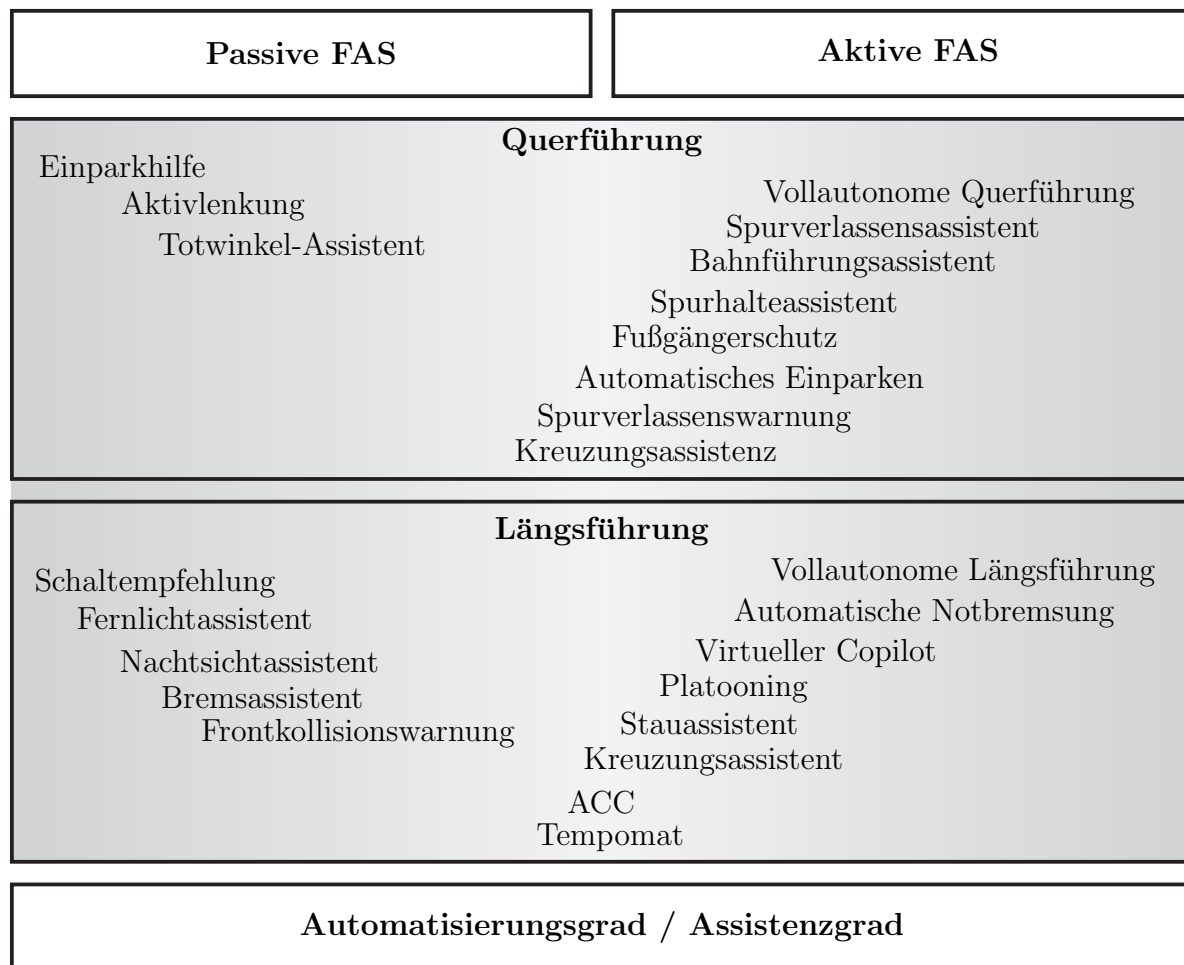 Passive FAS
Aktive FAS
Querführung
Einparkhilfe
Aktivlenkung
Totwinkel-Assistent
Vollautonome Querführung
Spurverlassensassistent
Bahnführungsassistent
Spurhalteassistent
Fußgängerschutz
Automatisches Einparken
Spurverlassenswarnung
Kreuzungsassistenz
Längsführung
Schaltempfehlung
Fernlichtassistent
Nachtsichtassistent
Bremsassistent
Frontkollisionswarnung
Vollautonome Längsführung
Automatische Notbremsung
Virtueller Copilot
Platooning
Stauassistent
Kreuzungsassistent
ACC
Tempomat
Automatisierungsgrad / Assistenzgrad